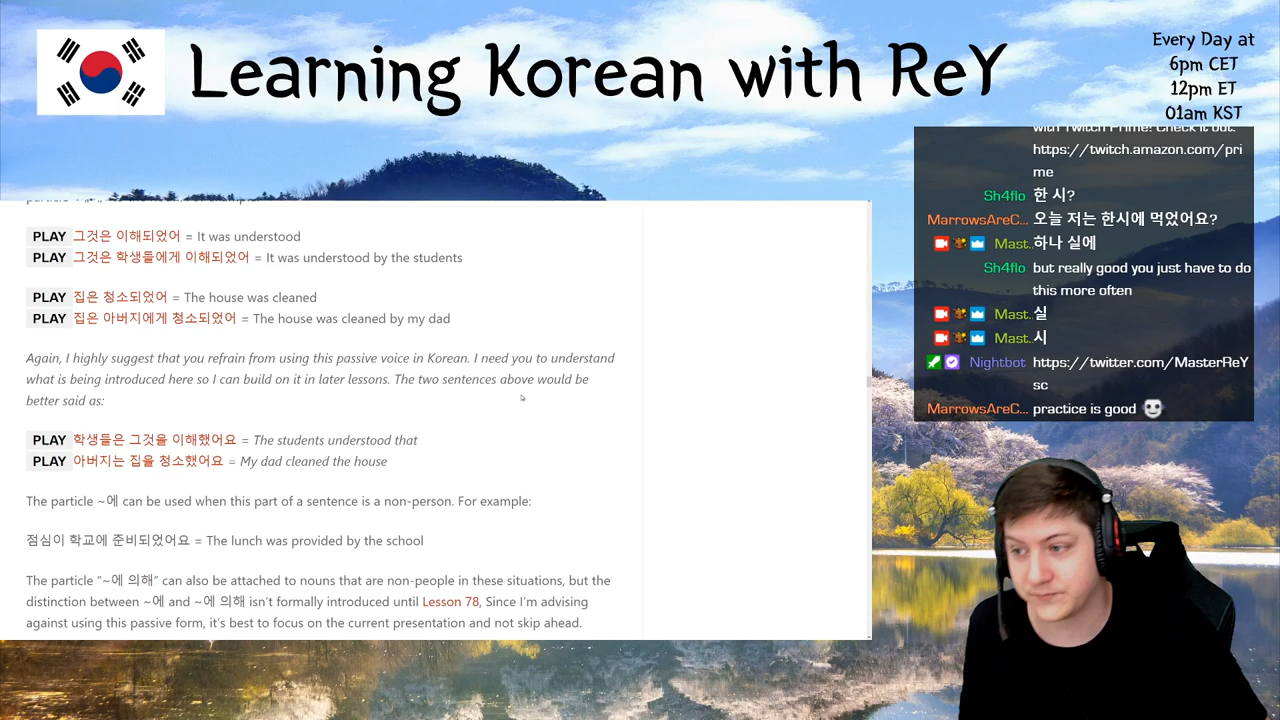 Learning Korean with ReY
Every Day at
6pm CET
12pm ET
01am KST
with Twitch Prime! Check it out:
https://twitch.amazon.com/pri
me
Sh4flo 한 시?
MarrowsAreC... 오늘 저는 한시에 먹었어요?
Mast.. 하나 실에
Sh4flo but really good you just have to do
this more often
Mast.. 실
Mast.. 시
Nightbot https://twitter.com/MasterReY
sc
MarrowsAreC... practice is good
PLAY 그것은 이해되었어 = It was understood
PLAY 그것은 학생들에게 이해되었어 = It was understood by the students
PLAY 집은 청소되었어 = The house was cleaned
PLAY 집은 아버지에게 청소되었어 = The house was cleaned by my dad
Again, I highly suggest that you refrain from using this passive voice in Korean. I need you to understand
what is being introduced here so I can build on it in later lessons. The two sentences above would be
better said as:
PLAY 학생들은 그것을 이해했어요 = The students understood that
PLAY 아버지는 집을 청소했어요 = My dad cleaned the house
The particle ~에 can be used when this part of a sentence is a non-person. For example:
점심이 학교에 준비되었어요 = The lunch was provided by the school
The particle “~에 의해” can also be attached to nouns that are non-people in these situations, but the
distinction between ~에 and ~에 의해 isn’t formally introduced until Lesson 78, Since I’m advising
against using this passive form, it’s best to focus on the current presentation and not skip ahead.